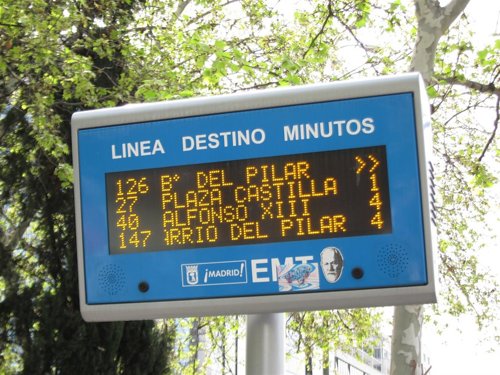 LINEA DESTINO MINUTOS
126 Bº DEL PILAR >>
27 PLAZA CASTILLA 1
40 ALFONSO XIII 4
147 ARRIO DEL PILAR 4
¡MADRID! EMT